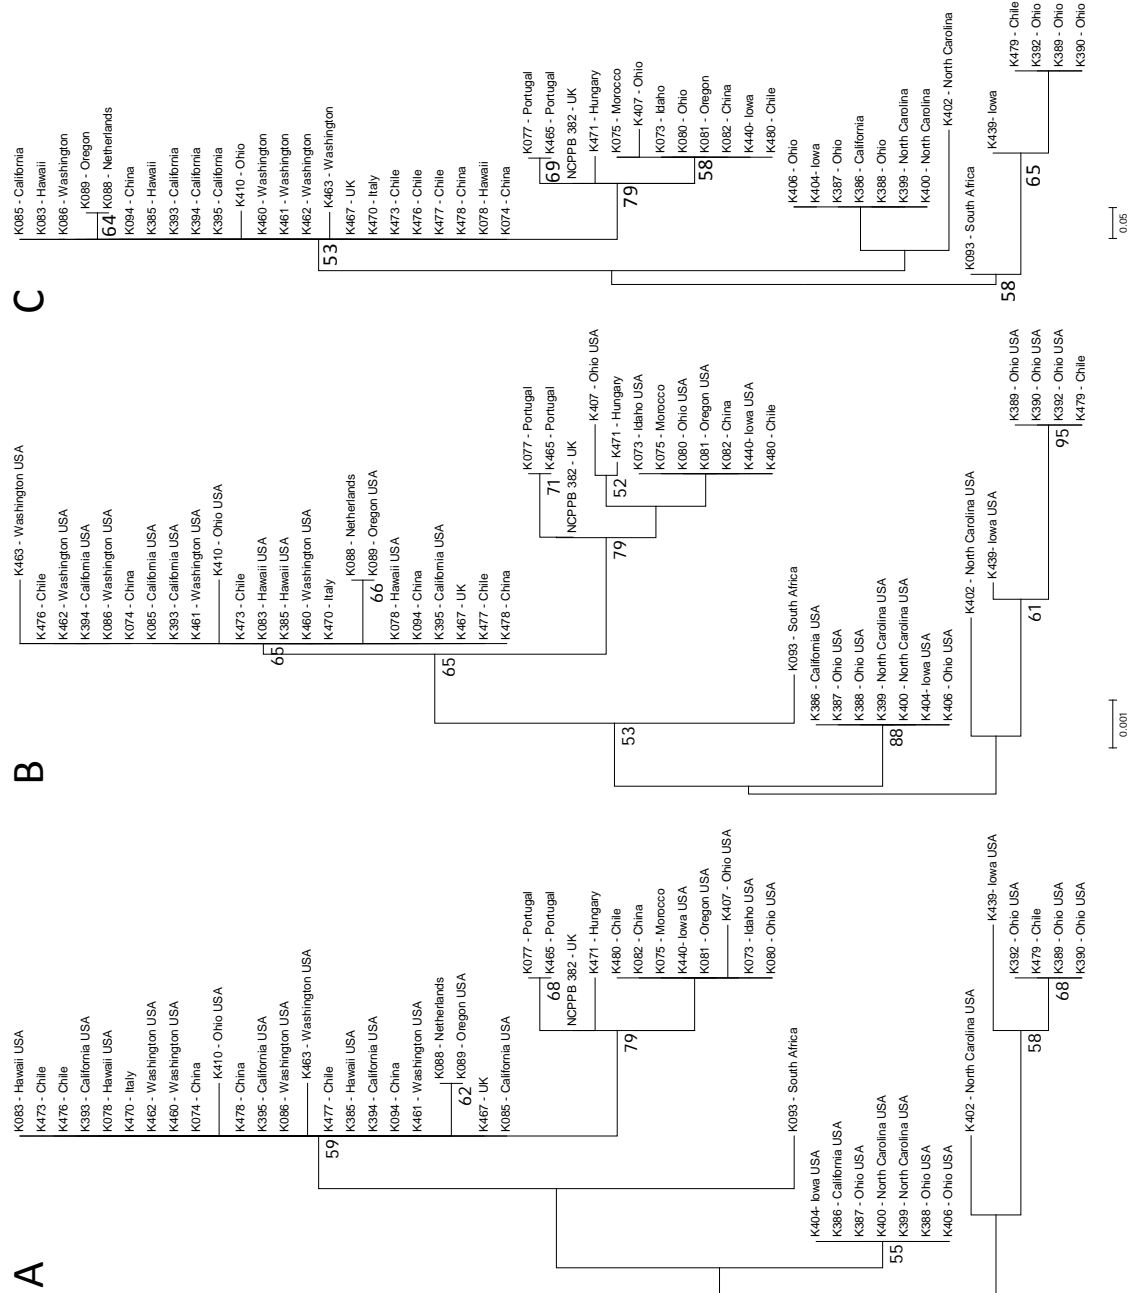 A
K083 - Hawaii USA
K473 - Chile
K476 - Chile
K393 - California USA
K078 - Hawaii USA
K470 - Italy
K462 - Washington USA
K460 - Washington USA
K074 - China
K410 - Ohio USA
K478 - China
K395 - California USA
K086 - Washington USA
K463 - Washington USA
K477 - Chile
K385 - Hawaii USA
K394 - California USA
K094 - China
K461 - Washington USA
K088 - Netherlands
K089 - Oregon USA
K467 - UK
K085 - California USA
K077 - Portugal
K465 - Portugal
NCPPB 382 - UK
K471 - Hungary
K480 - Chile
K082 - China
K075 - Morocco
K440- Iowa USA
K081 - Oregon USA
K407 - Ohio USA
K073 - Idaho USA
K080 - Ohio USA
K093 - South Africa
K404- Iowa USA
K386 - California USA
K387 - Ohio USA
K400 - North Carolina USA
K399 - North Carolina USA
K388 - Ohio USA
K406 - Ohio USA
K402 - North Carolina USA
K439- Iowa USA
K392 - Ohio USA
K479 - Chile
K389 - Ohio USA
K390 - Ohio USA
59
62
68
79
55
58
68
B
K463 - Washington USA
K476 - Chile
K462 - Washington USA
K394 - California USA
K086 - Washington USA
K074 - China
K085 - California USA
K393 - California USA
K461 - Washington USA
K410 - Ohio USA
K473 - Chile
K083 - Hawaii USA
K385 - Hawaii USA
K460 - Washington USA
K470 - Italy
K088 - Netherlands
K089 - Oregon USA
K078 - Hawaii USA
K094 - China
K395 - California USA
K467 - UK
K477 - Chile
K478 - China
K077 - Portugal
K465 - Portugal
NCPPB 382 - UK
K407 - Ohio USA
K471 - Hungary
K073 - Idaho USA
K075 - Morocco
K080 - Ohio USA
K081 - Oregon USA
K082 - China
K440- Iowa USA
K480 - Chile
K093 - South Africa
K386 - California USA
K387 - Ohio USA
K388 - Ohio USA
K399 - North Carolina USA
K400 - North Carolina USA
K404- Iowa USA
K406 - Ohio USA
K402 - North Carolina USA
K439- Iowa USA
K389 - Ohio USA
K390 - Ohio USA
K392 - Ohio USA
K479 - Chile
65
66
65
71
52
79
53
88
61
95
0.001
C
K085 - California
K083 - Hawaii
K086 - Washington
K089 - Oregon
K088 - Netherlands
K094 - China
K385 - Hawaii
K393 - California
K394 - California
K395 - California
K410 - Ohio
K460 - Washington
K461 - Washington
K462 - Washington
K463 - Washington
K467 - UK
K470 - Italy
K473 - Chile
K476 - Chile
K477 - Chile
K478 - China
K078 - Hawaii
K074 - China
K077 - Portugal
K465 - Portugal
NCPPB 382 - UK
K471 - Hungary
K075 - Morocco
K407 - Ohio
K073 - Idaho
K080 - Ohio
K081 - Oregon
K082 - China
K440- Iowa
K480 - Chile
K406 - Ohio
K404- Iowa
K387 - Ohio
K386 - California
K388 - Ohio
K399 - North Carolina
K400 - North Carolina
K402 - North Carolina
K093 - South Africa
K439- Iowa
K479 - Chile
K392 - Ohio
K389 - Ohio
K390 - Ohio
64
53
69
79
58
58
65
0.05